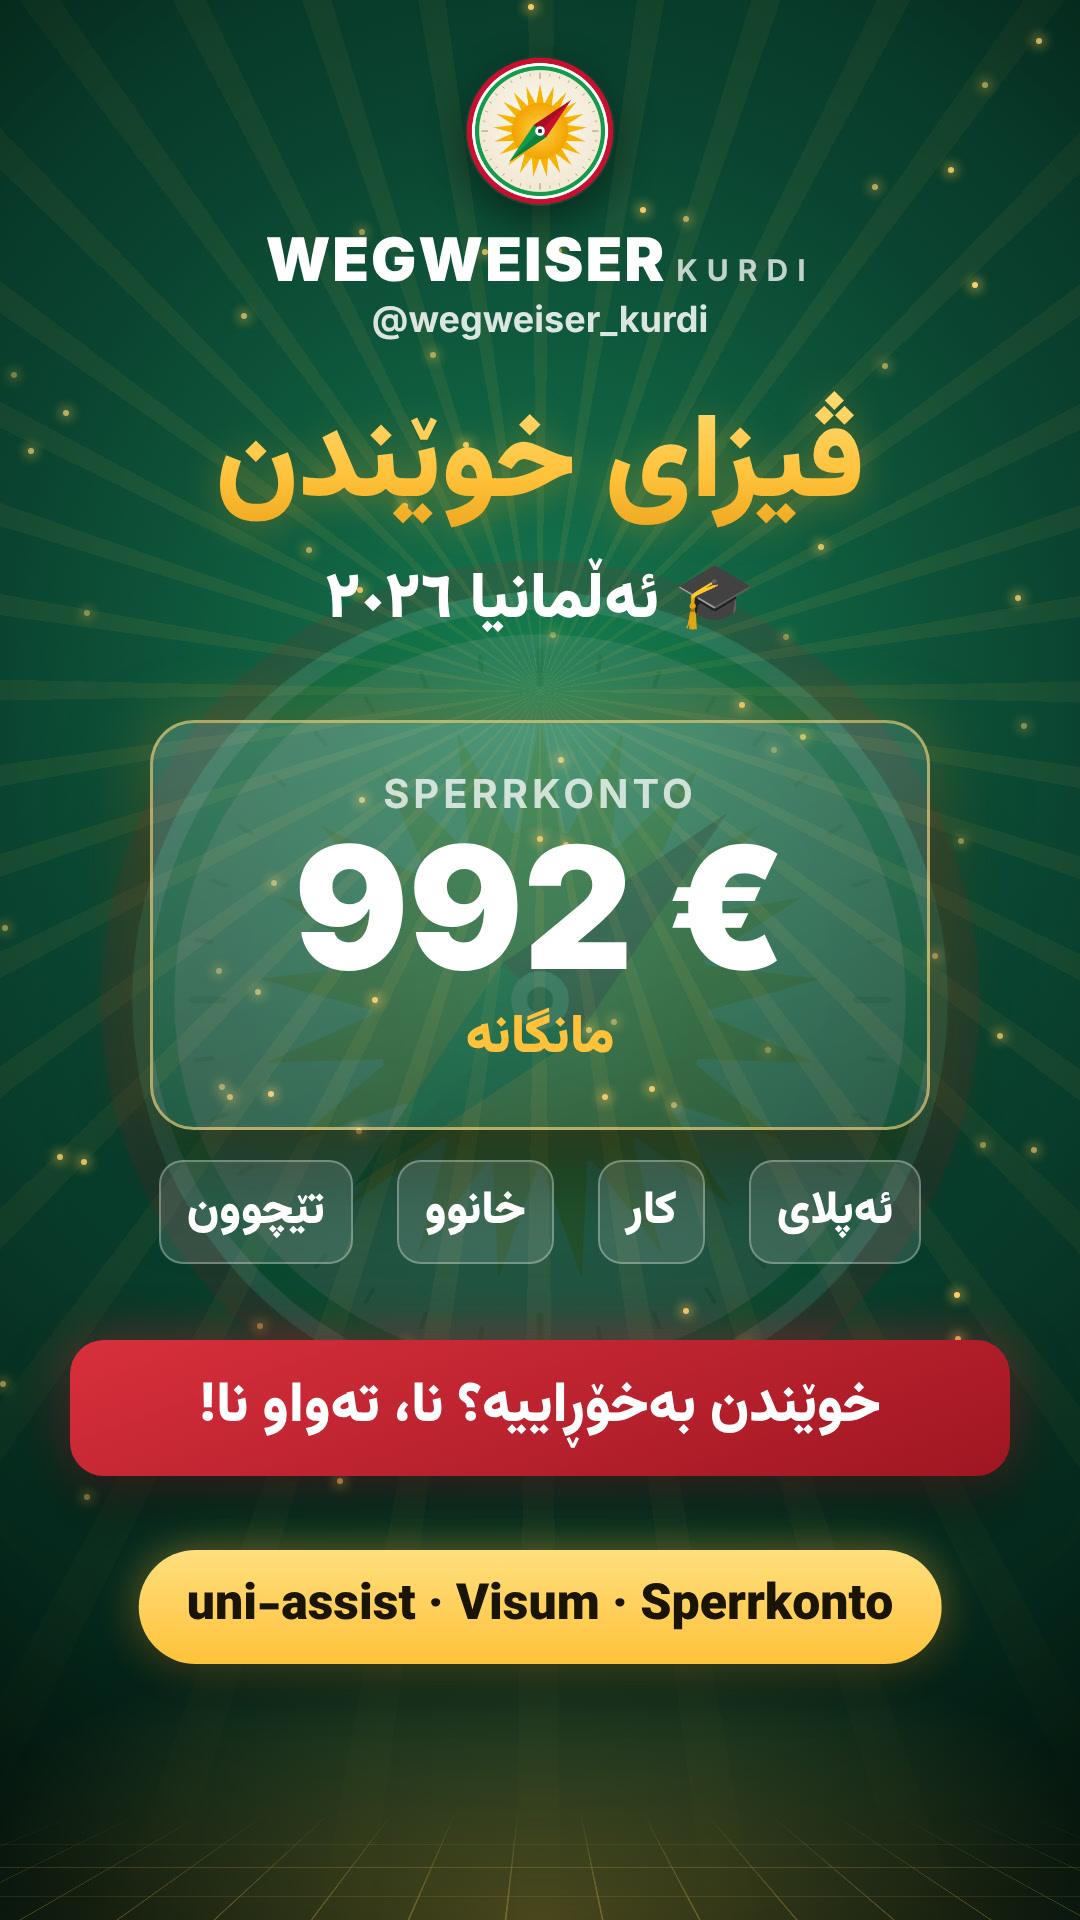 WEGWEISER KURDI
@wegweiser_kurdi
ڤیزای خوێندن
🎓 ئەڵمانیا ٢٠٢٦
SPERRKONTO
992 €
مانگانە
ئەپلای
کار
خانوو
تێچوون
خوێندن بەخۆڕاییە؟ نا، تەواو نا!
uni-assist · Visum · Sperrkonto